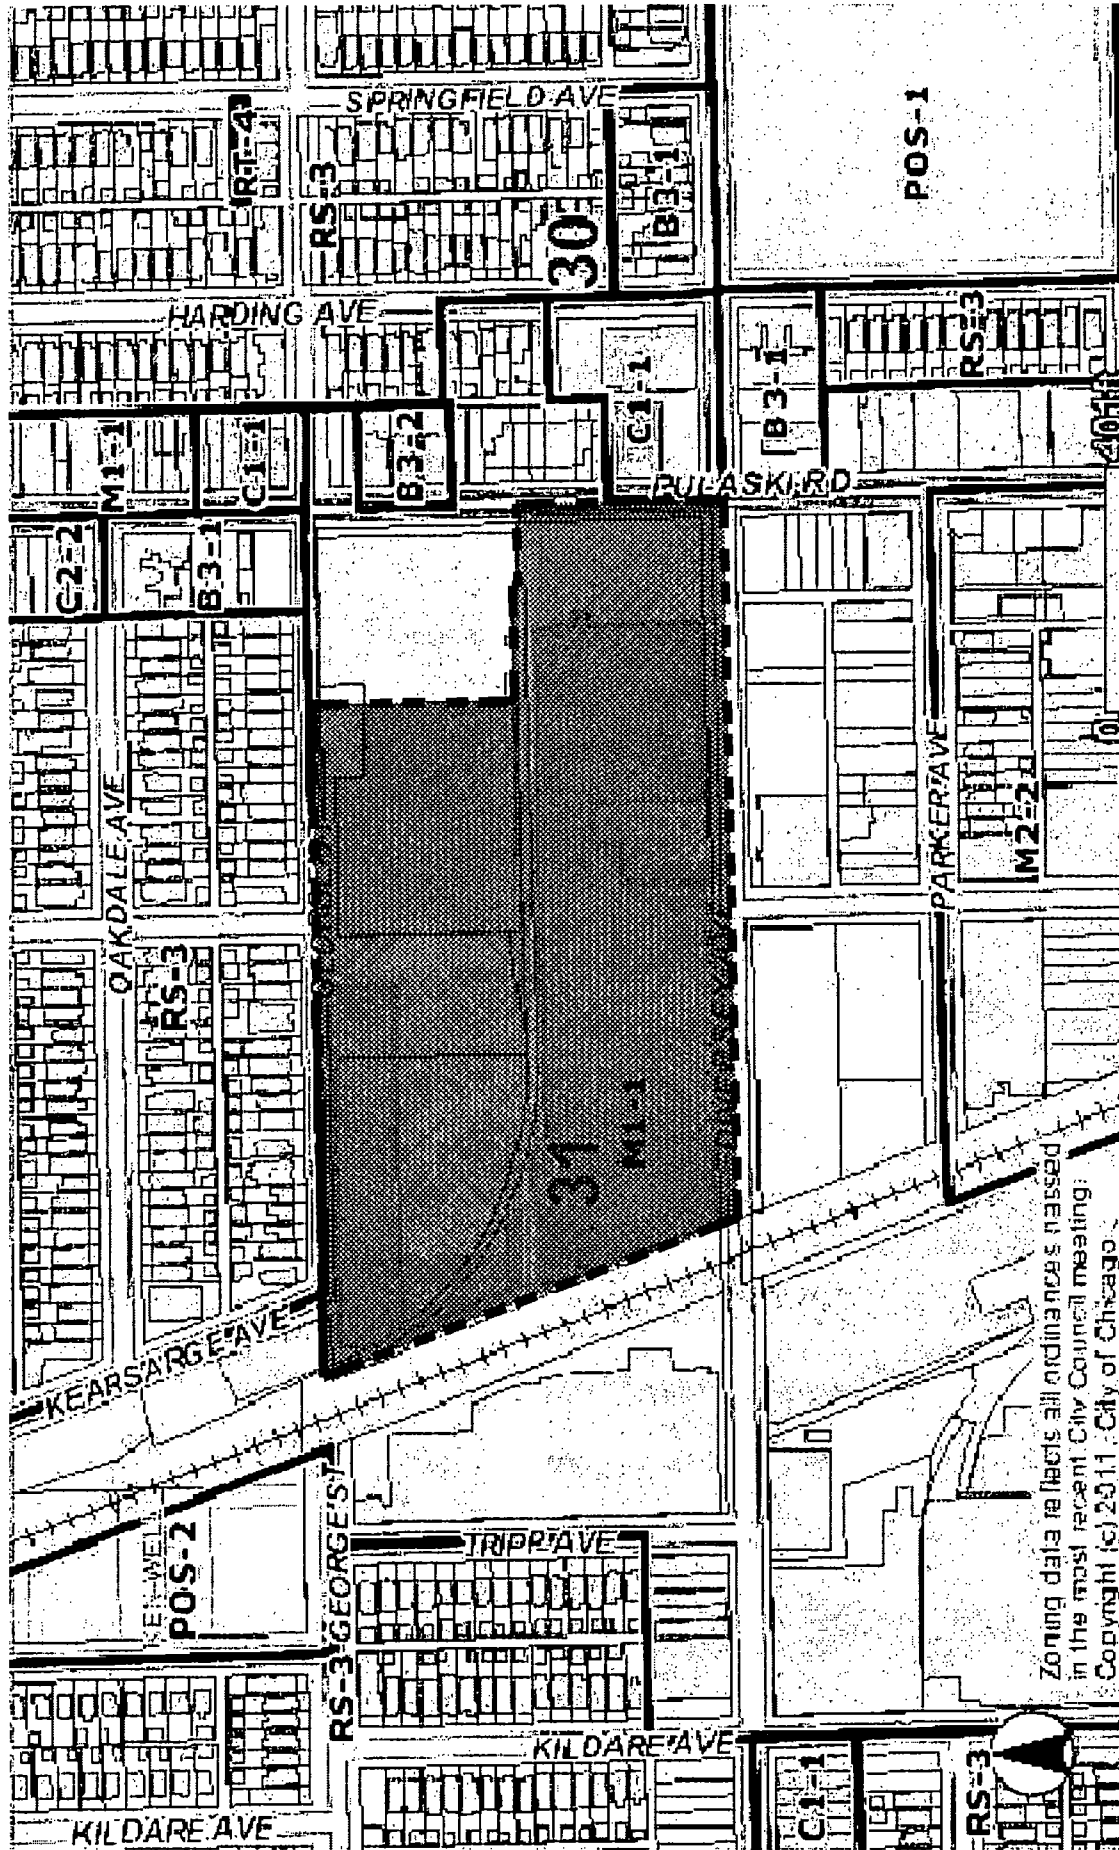 KILDARE AVE
POS-2
KEARSARGE AVE
RS-3
OAKDALE AVE
C2-2
B3-1
M1-1
C1-1
RT-4
HARDING AVE
RS-3
SPRINGFIELD AVE
B3-2
30
B3-1
C1-1
PULASKI RD
31
M1-1
RS-3
GEORGE ST
TRIPP AVE
KILDARE AVE
B3-1
POS-1
RS-3
PARKER AVE
M2-2
C1-1
RS-3
0
Zoning data reflects all ordinances passed
in the most recent City Council meeting.
Copyright (c) 2011, City of Chicago